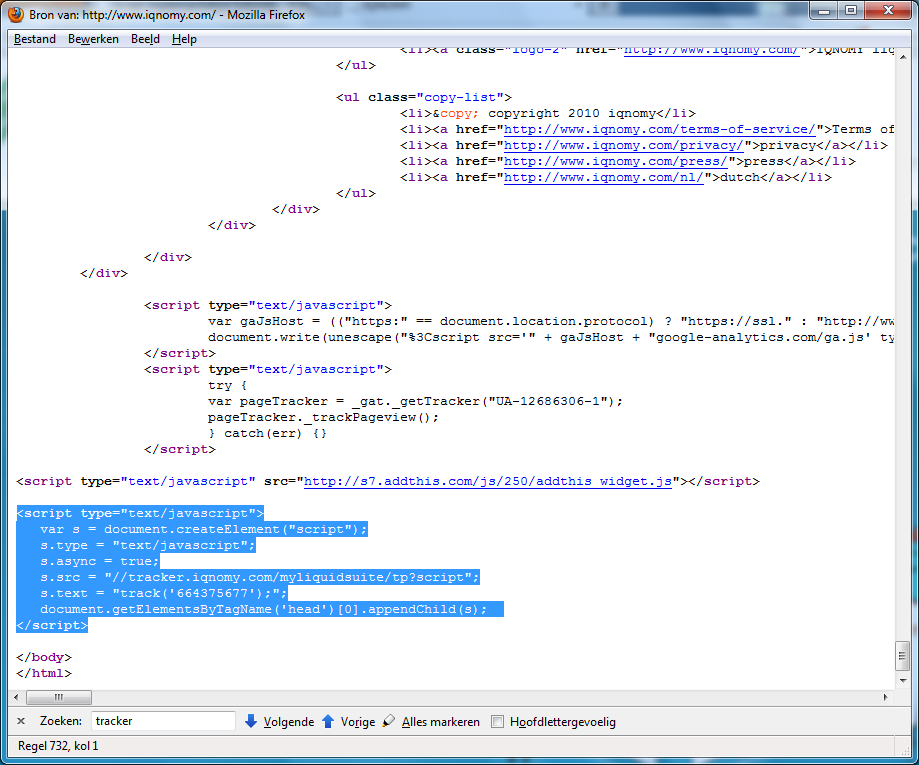 Bron van: http://www.iqnomy.com/ - Mozilla Firefox
Bestand Bewerken Beeld Help
<li><a class="logo-2" href="http://www.iqnomy.com/">IQNOMY
</ul>
<ul class="copy-list">
<li>&copy; copyright 2010 iqnomy</li>
<li><a href="http://www.iqnomy.com/terms-of-service/">Terms of
<li><a href="http://www.iqnomy.com/privacy/">privacy</a></li>
<li><a href="http://www.iqnomy.com/press/">press</a></li>
<li><a href="http://www.iqnomy.com/nl/">dutch</a></li>
</ul>
</div>
</div>
</div>
</div>
<script type="text/javascript">
var gaJsHost = (("https:" == document.location.protocol) ? "https://ssl." : "http://ww
document.write(unescape("%3Cscript src='" + gaJsHost + "google-analytics.com/ga.js' ty
</script>
<script type="text/javascript">
try {
var pageTracker = _gat._getTracker("UA-12686306-1");
pageTracker._trackPageview();
} catch(err) {}
</script>
<script type="text/javascript" src="http://s7.addthis.com/js/250/addthis_widget.js"></script>
<script type="text/javascript">
var s = document.createElement("script");
s.type = "text/javascript";
s.async = true;
s.src = "//tracker.iqnomy.com/myliquidsuite/tp?script";
s.text = "track('664375677');";
document.getElementsByTagName('head')[0].appendChild(s);
</script>
</body>
</html>
Zoeken: tracker Volgende Vorige Alles markeren Hoofdlettergevoelig
Regel 732, kol 1